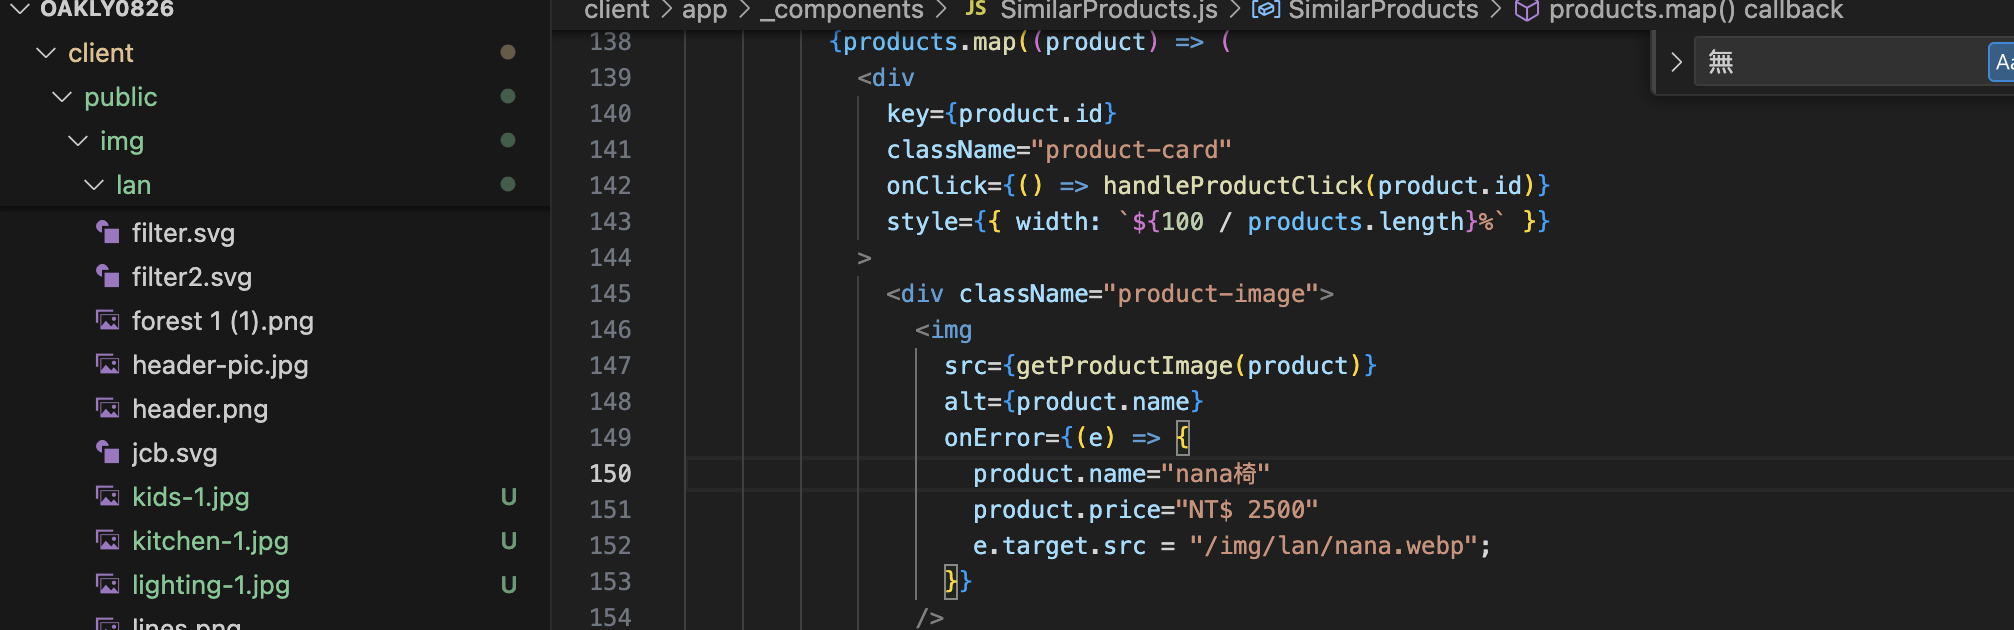 OAKLY0826
client
public
img
lan
filter.svg
filter2.svg
forest 1 (1).png
header-pic.jpg
header.png
jcb.svg
kids-1.jpg U
kitchen-1.jpg U
lighting-1.jpg U
lines.png
client > app > _components > JS SimilarProducts.js > SimilarProducts > products.map() callback
無 Aa
138 {products.map((product) => (
139 <div
140 key={product.id}
141 className="product-card"
142 onClick={() => handleProductClick(product.id)}
143 style={{ width: `${100 / products.length}%` }}
144 >
145 <div className="product-image">
146 <img
147 src={getProductImage(product)}
148 alt={product.name}
149 onError={(e) => {
150 product.name="nana椅"
151 product.price="NT$ 2500"
152 e.target.src = "/img/lan/nana.webp";
153 }}
154 />